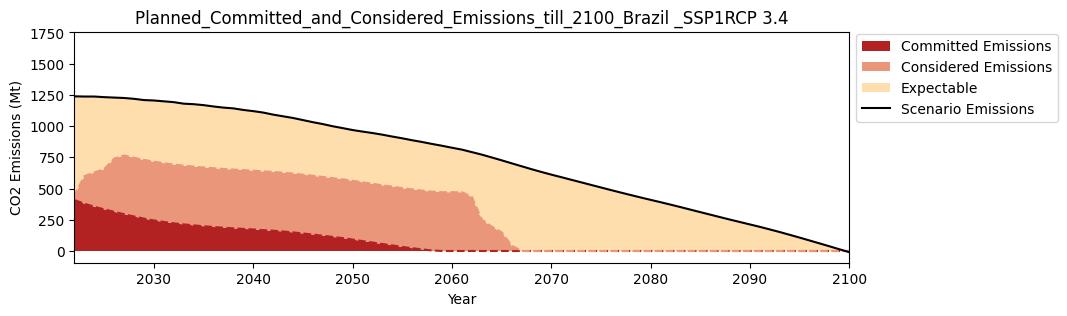 Planned_Committed_and_Considered_Emissions_till_2100_Brazil _SSP1RCP 3.4
1750
1500
1250
1000
750
500
250
0
CO2 Emissions (Mt)
2030
2040
2050
2060
2070
2080
2090
2100
Year
Committed Emissions
Considered Emissions
Expectable
Scenario Emissions